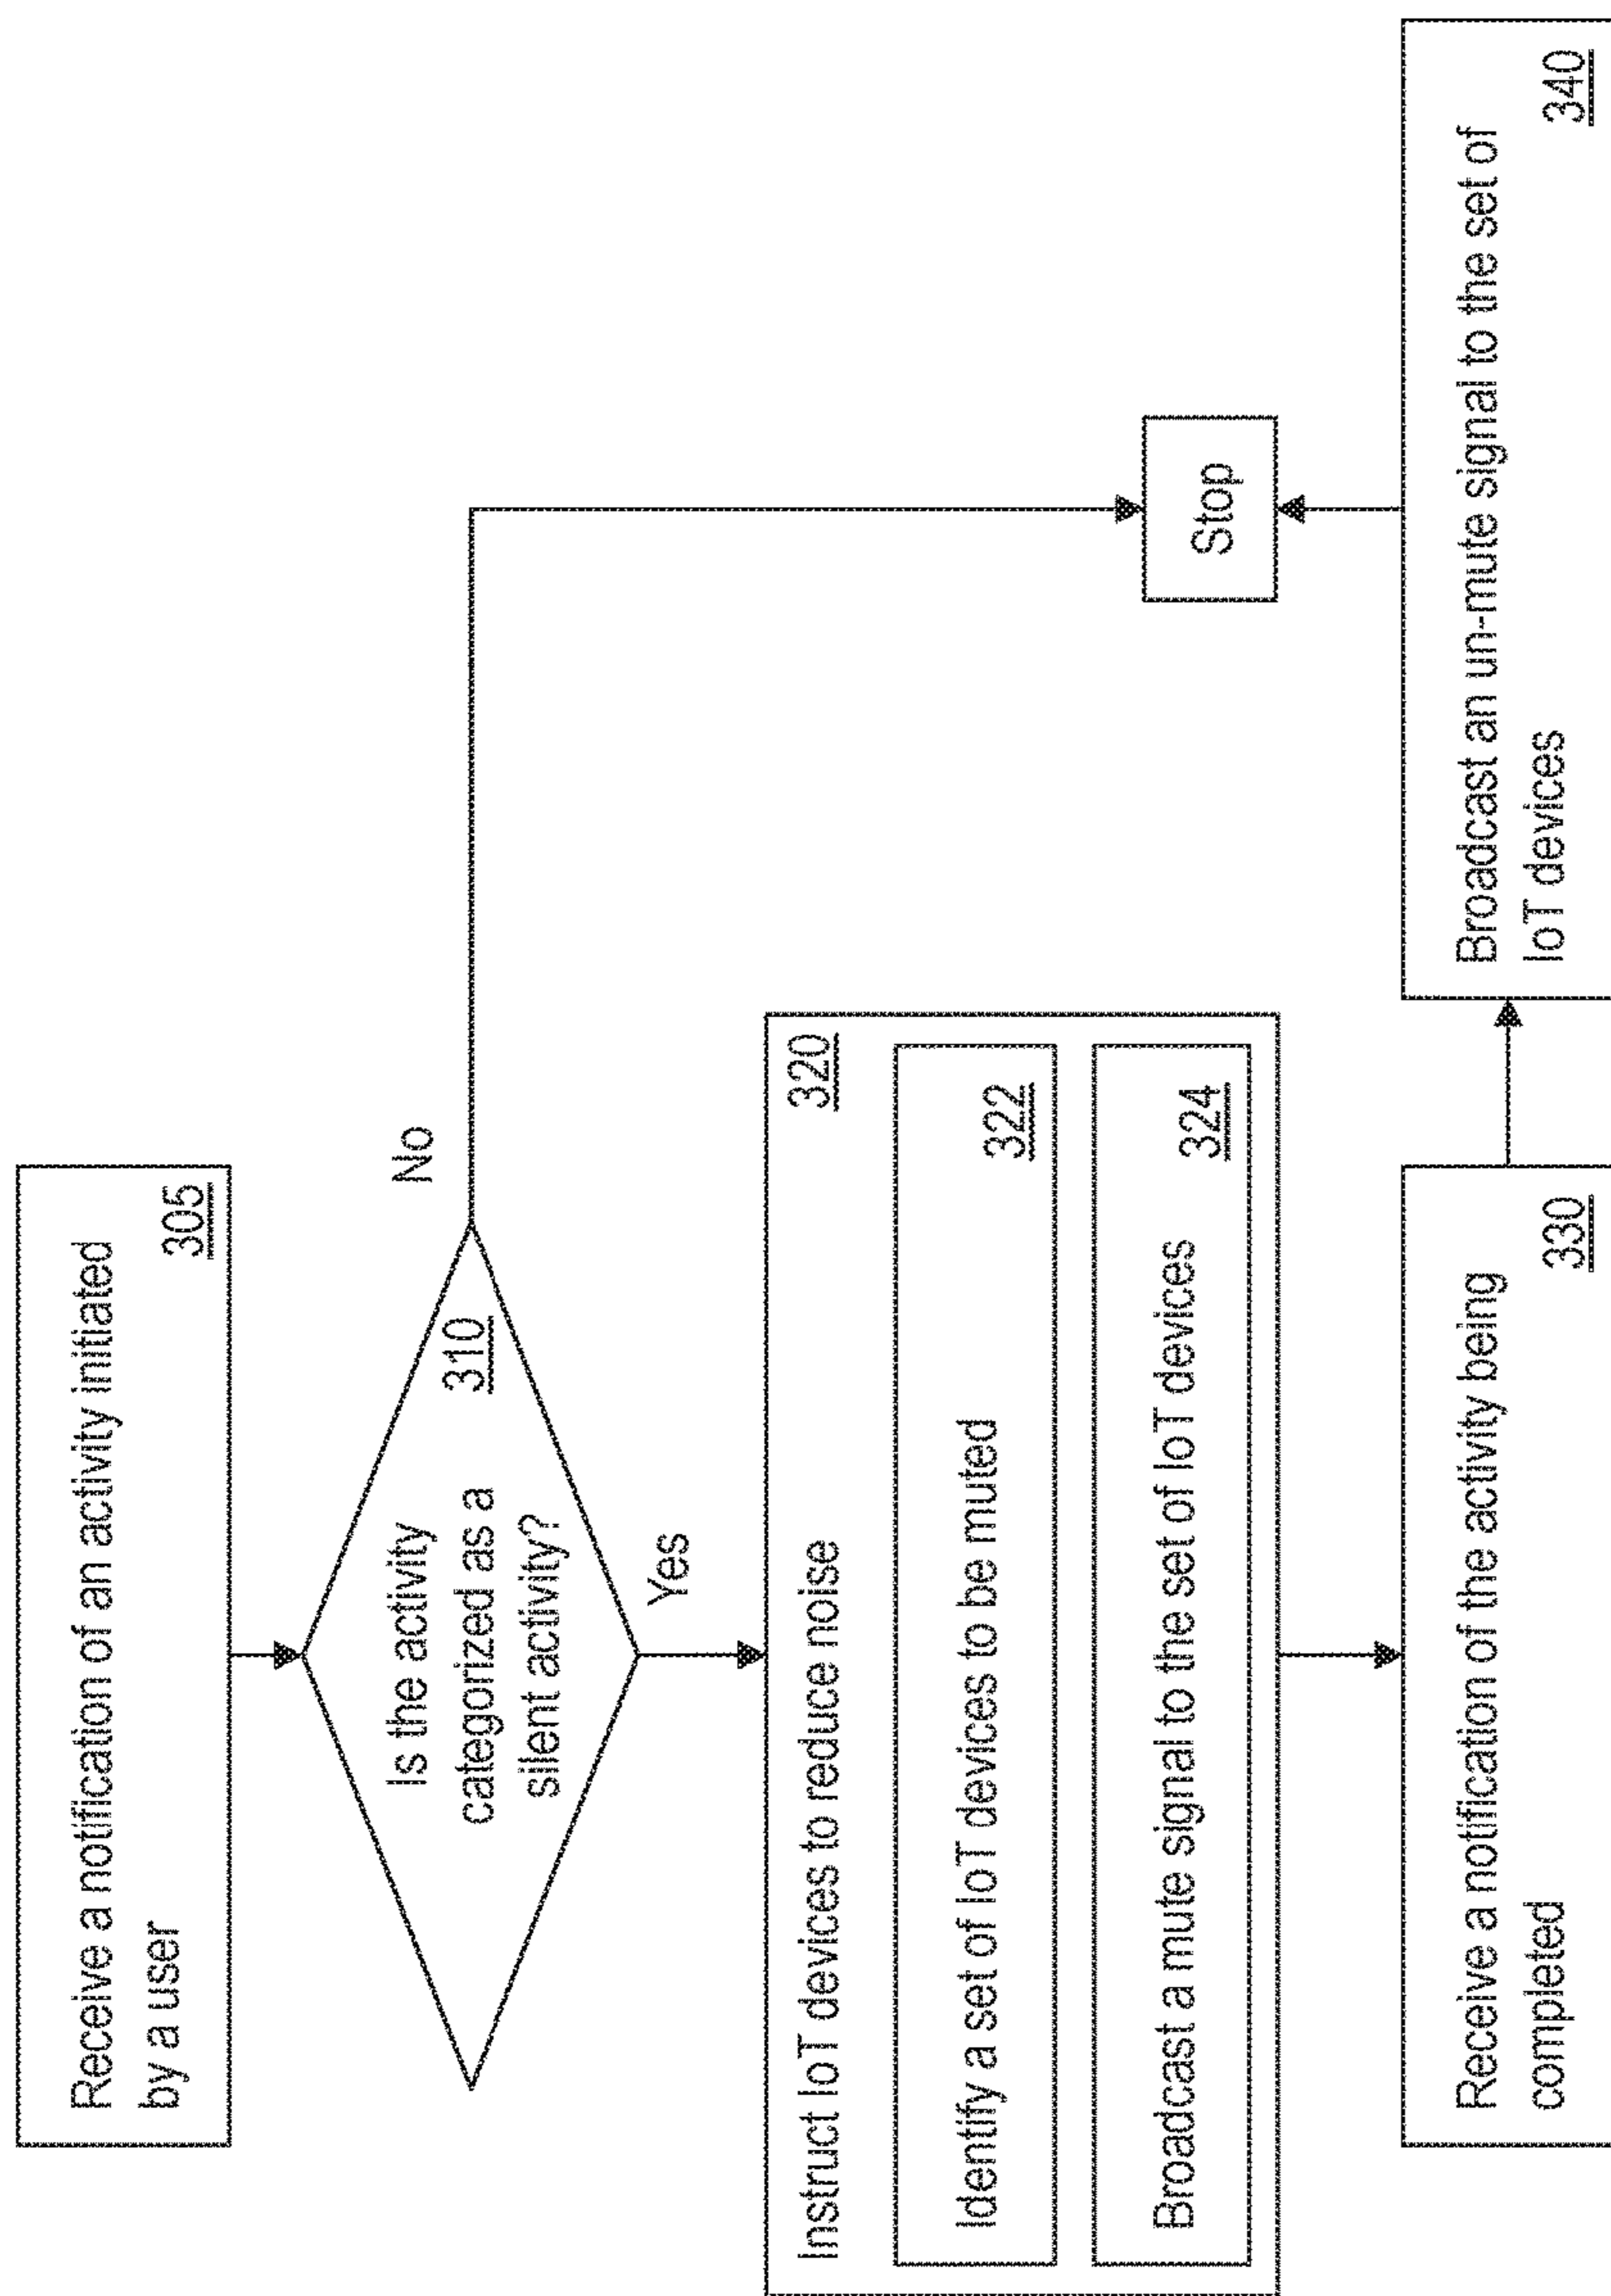 Receive a notification of an activity initiated
by a user
305
Is the activity
categorized as a
silent activity?
310
No
Yes
Instruct IoT devices to reduce noise
320
Identify a set of IoT devices to be muted
322
Broadcast a mute signal to the set of IoT devices
324
Receive a notification of the activity being
completed
330
Broadcast an un-mute signal to the set of
IoT devices
340
Stop